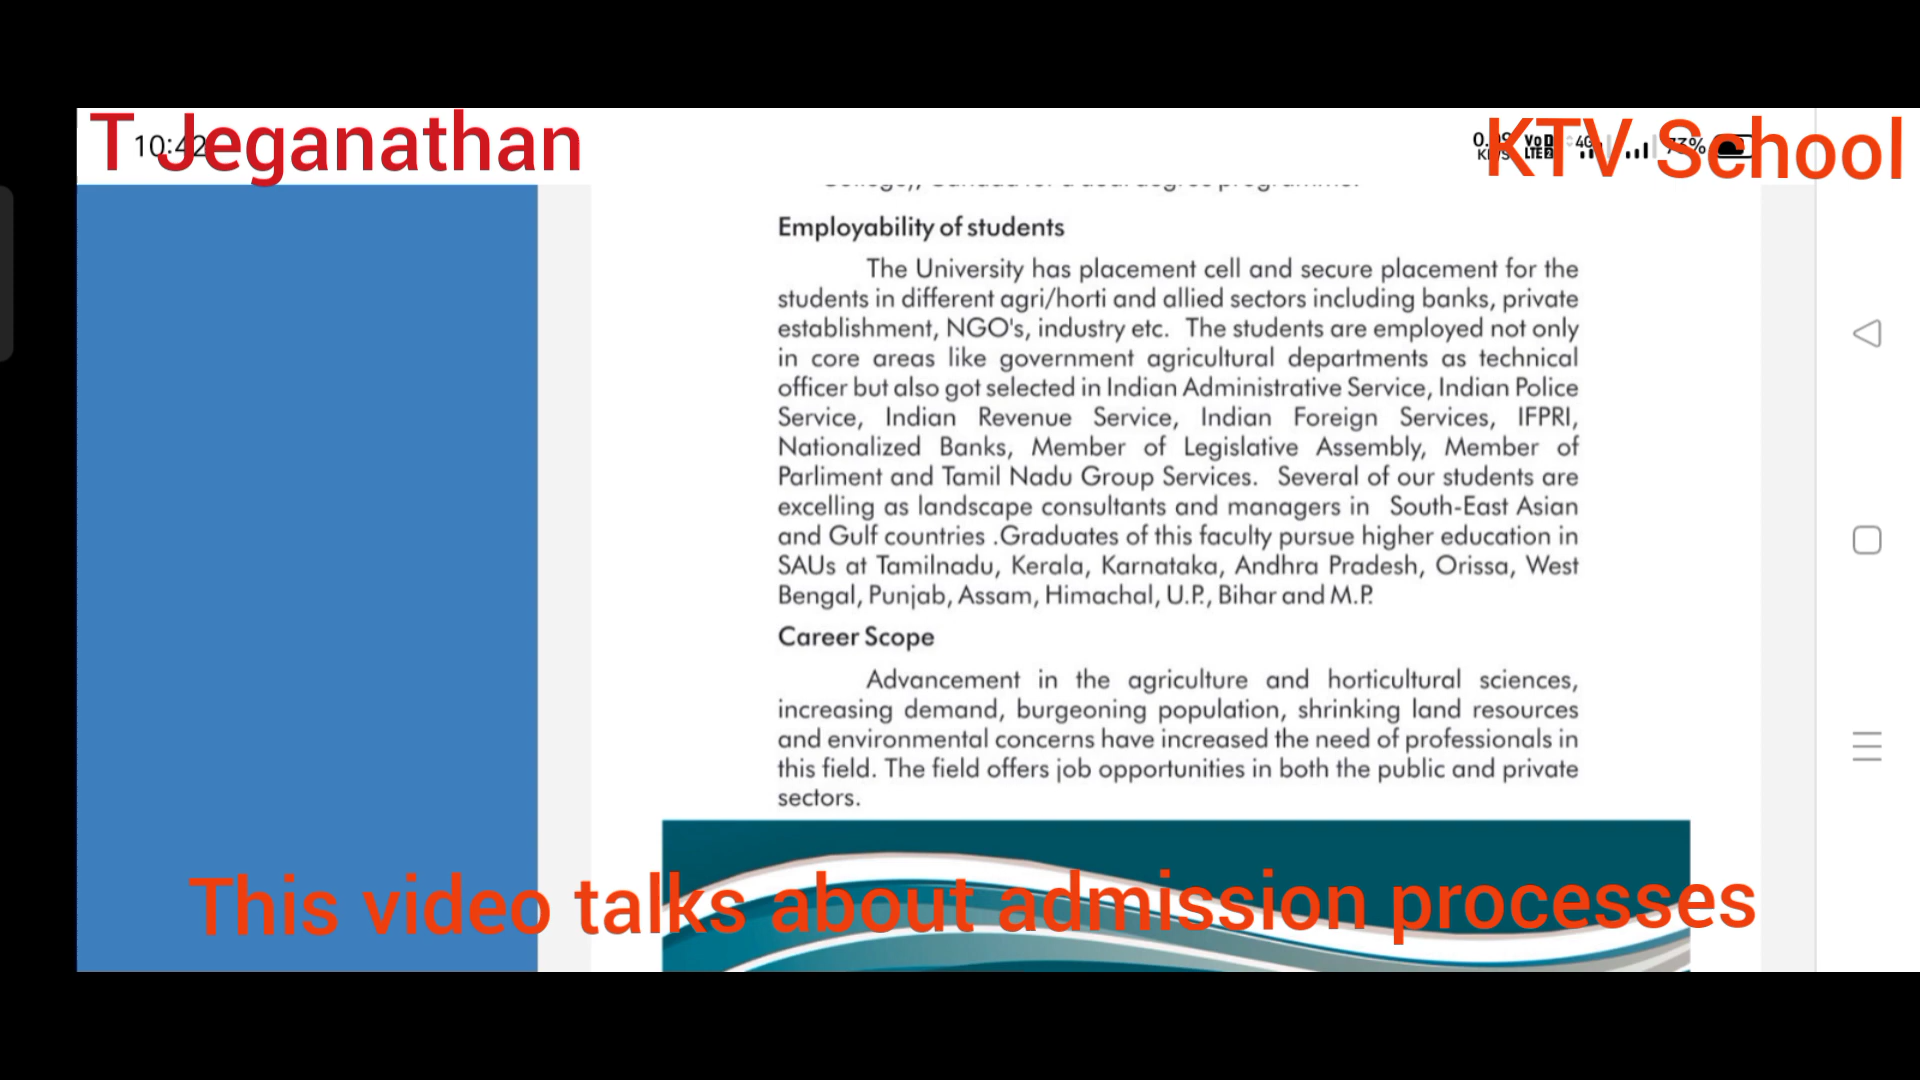 T Jeganathan
10:42
KTV School
73%
Employability of students
The University has placement cell and secure placement for the
students in different agri/horti and allied sectors including banks, private
establishment, NGO's, industry etc. The students are employed not only
in core areas like government agricultural departments as technical
officer but also got selected in Indian Administrative Service, Indian Police
Service, Indian Revenue Service, Indian Foreign Services, IFPRI,
Nationalized Banks, Member of Legislative Assembly, Member of
Parliment and Tamil Nadu Group Services. Several of our students are
excelling as landscape consultants and managers in South-East Asian
and Gulf countries .Graduates of this faculty pursue higher education in
SAUs at Tamilnadu, Kerala, Karnataka, Andhra Pradesh, Orissa, West
Bengal, Punjab, Assam, Himachal, U.P., Bihar and M.P.
Career Scope
Advancement in the agriculture and horticultural sciences,
increasing demand, burgeoning population, shrinking land resources
and environmental concerns have increased the need of professionals in
this field. The field offers job opportunities in both the public and private
sectors.
This video talks about admission processes